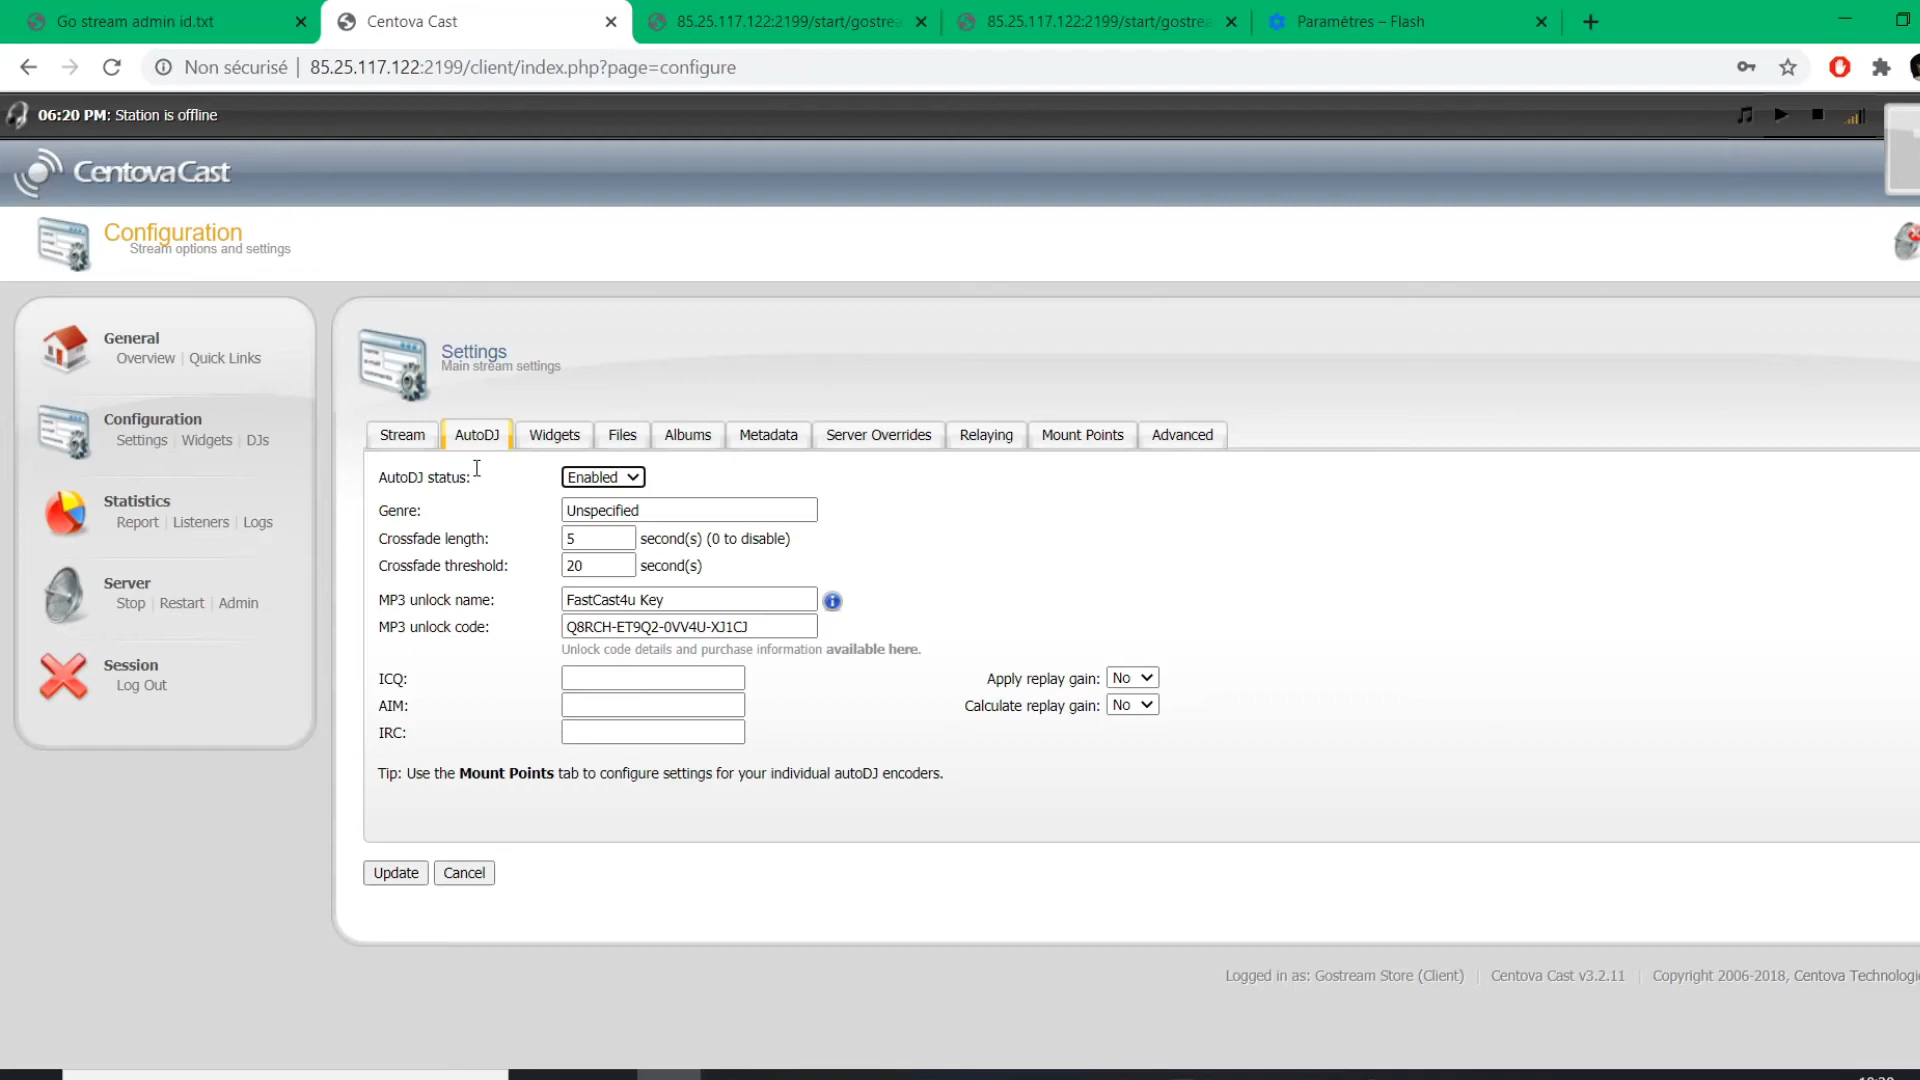 Go stream admin id.txt
Centova Cast
85.25.117.122:2199/start/gostrea
85.25.117.122:2199/start/gostrea
Paramètres – Flash
Non sécurisé | 85.25.117.122:2199/client/index.php?page=configure
06:20 PM: Station is offline
CentovaCast
Configuration
Stream options and settings
General
Overview | Quick Links
Configuration
Settings | Widgets | DJs
Statistics
Report | Listeners | Logs
Server
Stop | Restart | Admin
Session
Log Out
Settings
Main stream settings
Stream AutoDJ Widgets Files Albums Metadata Server Overrides Relaying Mount Points Advanced
AutoDJ status: Enabled
Genre: Unspecified
Crossfade length: 5 second(s) (0 to disable)
Crossfade threshold: 20 second(s)
MP3 unlock name: FastCast4u Key
MP3 unlock code: Q8RCH-ET9Q2-0VV4U-XJ1CJ
Unlock code details and purchase information available here.
ICQ: Apply replay gain: No
AIM: Calculate replay gain: No
IRC:
Tip: Use the Mount Points tab to configure settings for your individual autoDJ encoders.
Update Cancel
Logged in as: Gostream Store (Client) | Centova Cast v3.2.11 | Copyright 2006-2018, Centova Technologi